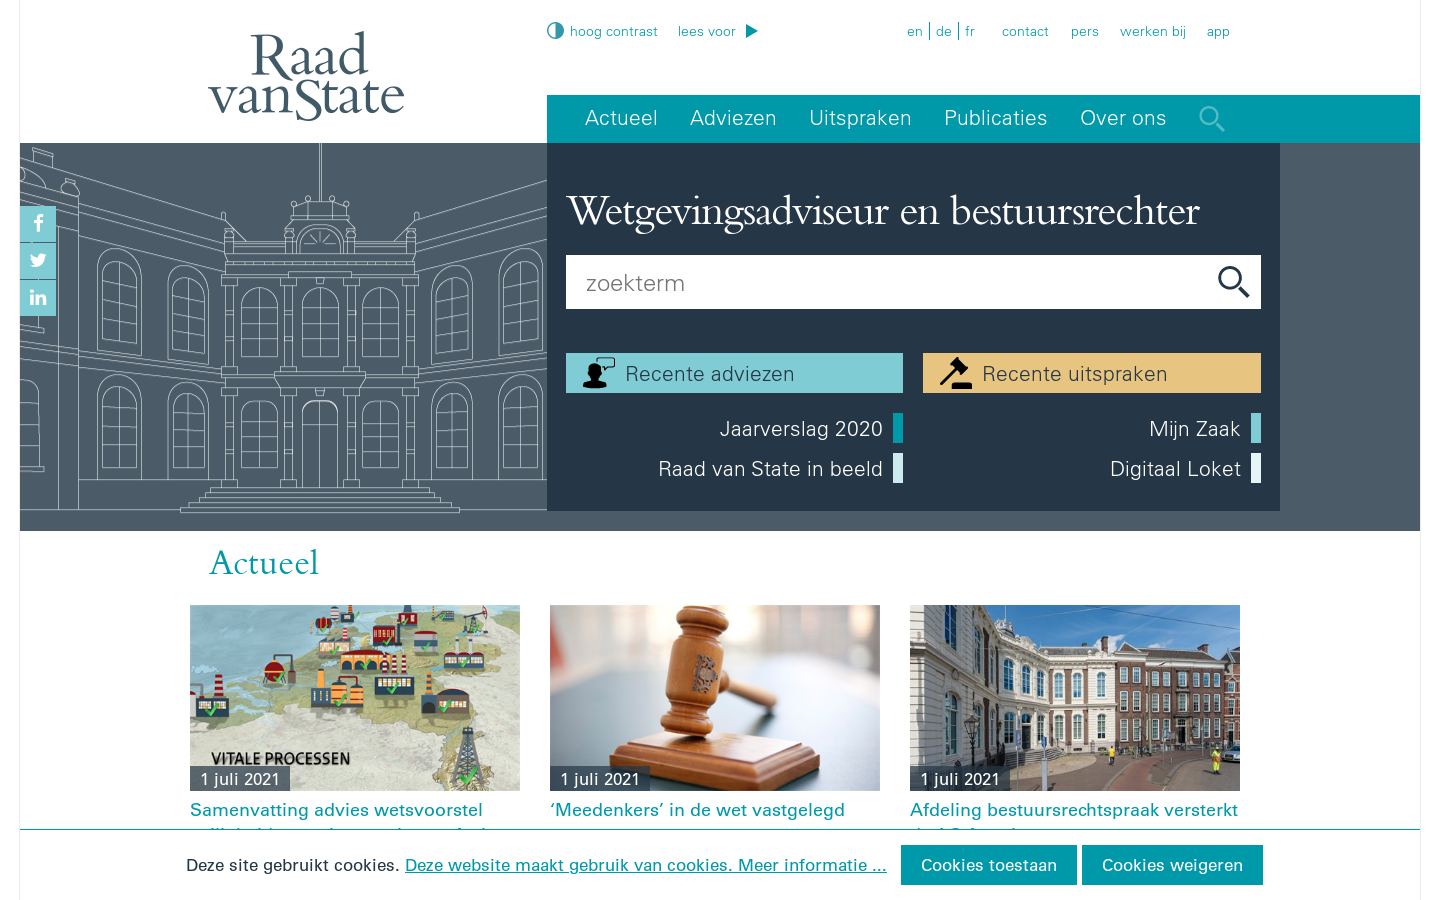 Raad
vanState
hoog contrast
lees voor
en
de
fr
contact
pers
werken bij
app
Actueel
Adviezen
Uitspraken
Publicaties
Over ons
Wetgevingsadviseur en bestuursrechter
zoekterm
Recente adviezen
Recente uitspraken
Jaarverslag 2020
Mijn Zaak
Raad van State in beeld
Digitaal Loket
Actueel
VITALE PROCESSEN
1 juli 2021
1 juli 2021
1 juli 2021
Samenvatting advies wetsvoorstel
‘Meedenkers’ in de wet vastgelegd
Afdeling bestuursrechtspraak versterkt
Deze site gebruikt cookies. Deze website maakt gebruik van cookies. Meer informatie ...
Cookies toestaan
Cookies weigeren